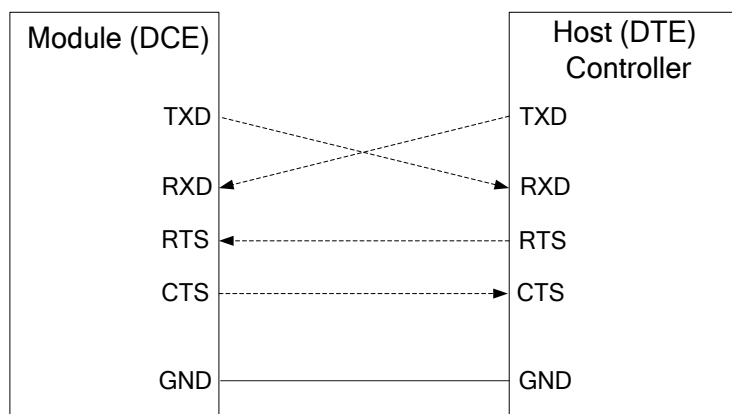 Module (DCE)
TXD
RXD
RTS
CTS
GND
Host (DTE)
Controller
TXD
RXD
RTS
CTS
GND